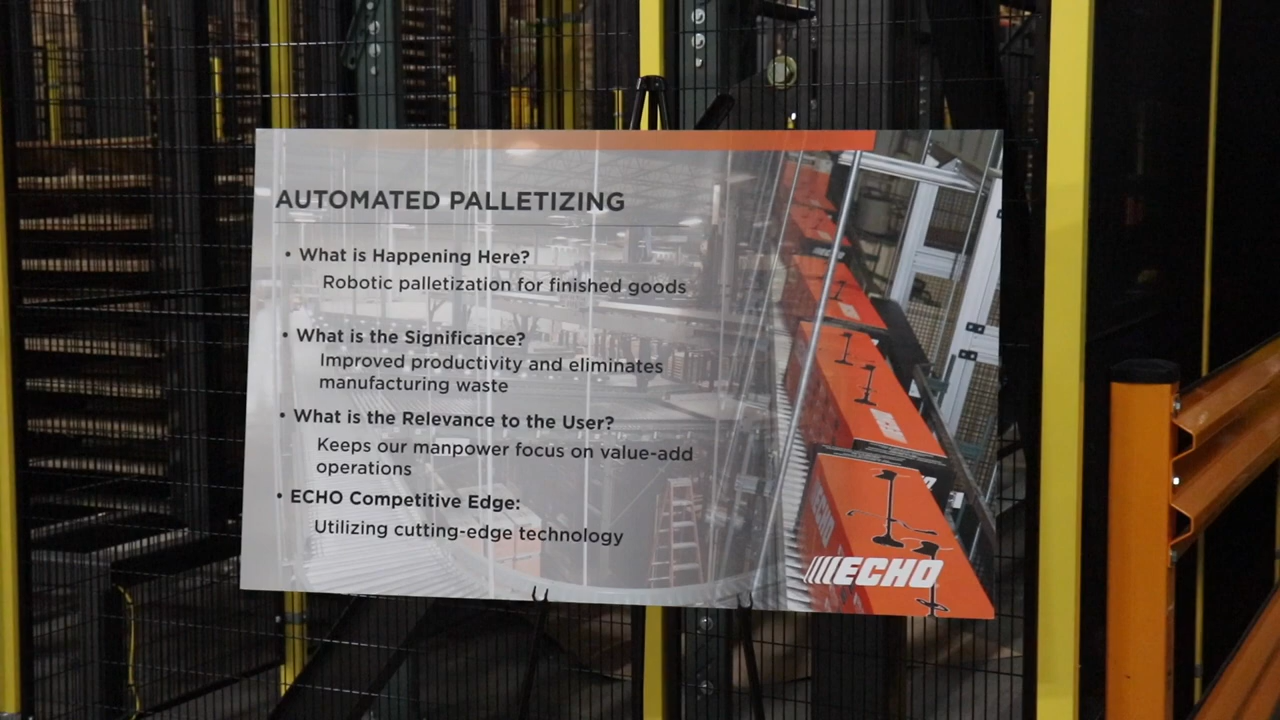 AUTOMATED PALLETIZING
• What is Happening Here?
Robotic palletization for finished goods
• What is the Significance?
Improved productivity and eliminates
manufacturing waste
• What is the Relevance to the User?
Keeps our manpower focus on value-add
operations
• ECHO Competitive Edge:
Utilizing cutting-edge technology
ECHO
ECHO